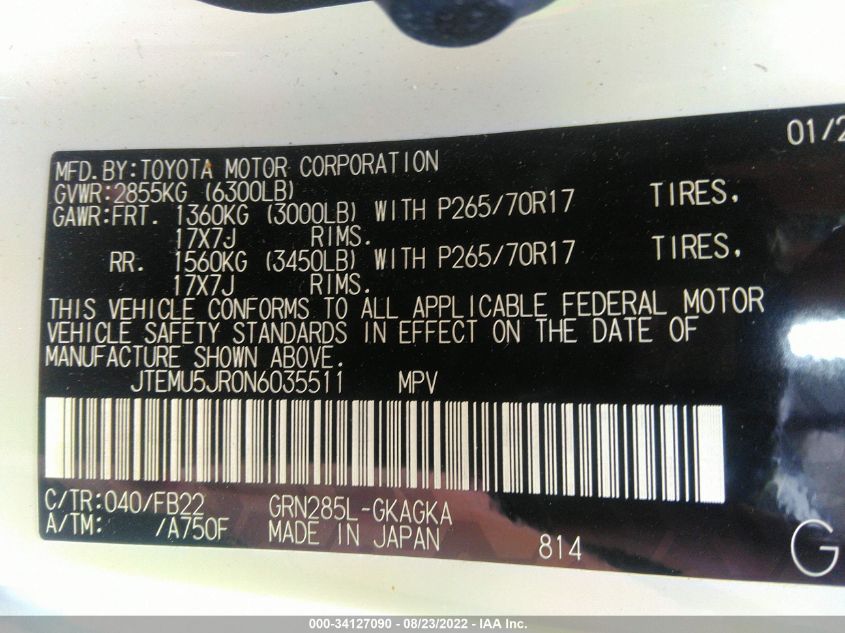 01/2
MFD.BY:TOYOTA MOTOR CORPORATION
GVWR:2855KG (6300LB)
GAWR:FRT. 1360KG (3000LB) WITH P265/70R17 TIRES,
17X7J RIMS.
RR. 1560KG (3450LB) WITH P265/70R17 TIRES,
17X7J RIMS.
THIS VEHICLE CONFORMS TO ALL APPLICABLE FEDERAL MOTOR
VEHICLE SAFETY STANDARDS IN EFFECT ON THE DATE OF
MANUFACTURE SHOWN ABOVE.
JTEMU5JR0N6035511 MPV
C/TR:040/FB22 GRN285L-GKAGKA
A/TM: /A750F MADE IN JAPAN 814
G
000-34127090 - 08/23/2022 - IAA Inc.